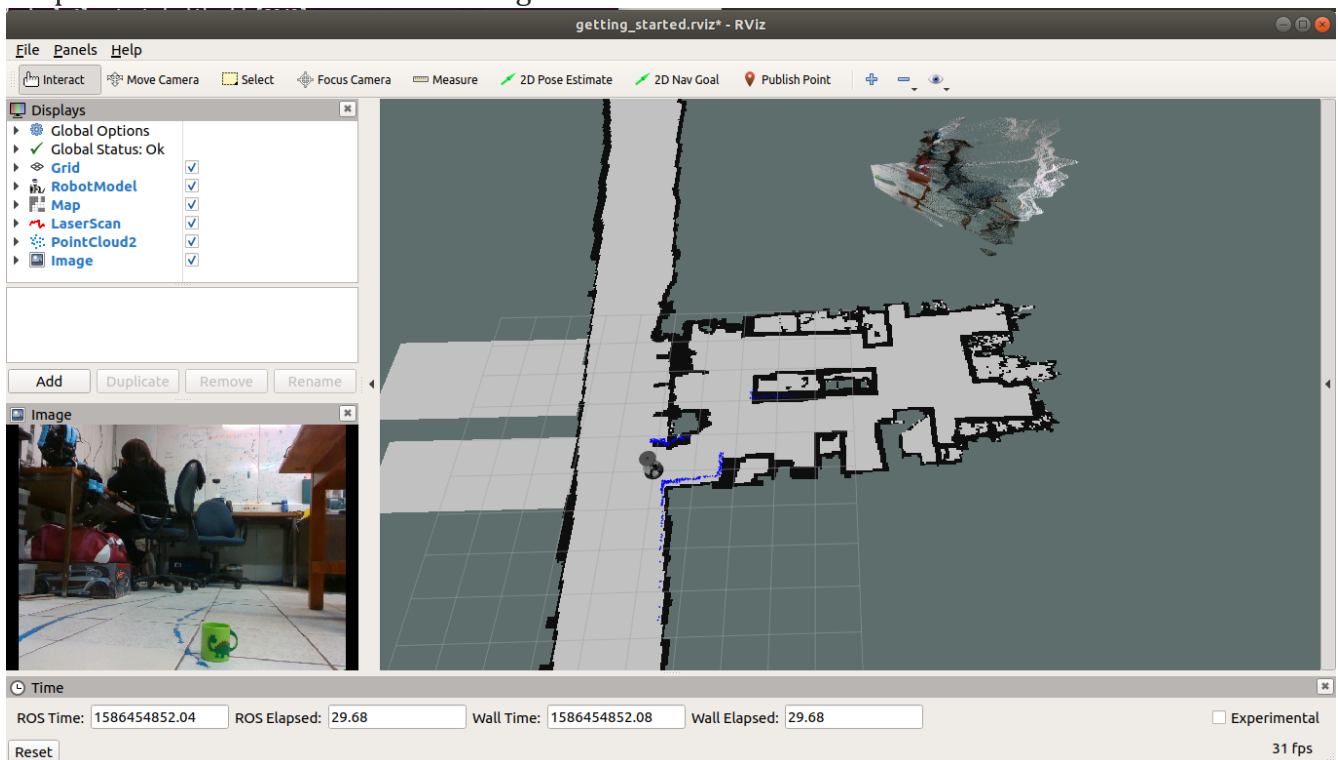 getting_started.rviz* - RViz
File Panels Help
Interact Move Camera Select Focus Camera Measure 2D Pose Estimate 2D Nav Goal Publish Point
Displays
Global Options
Global Status: Ok
Grid
RobotModel
Map
LaserScan
PointCloud2
Image
Add Duplicate Remove Rename
Image
Time
ROS Time: 1586454852.04 ROS Elapsed: 29.68 Wall Time: 1586454852.08 Wall Elapsed: 29.68 Experimental
Reset 31 fps